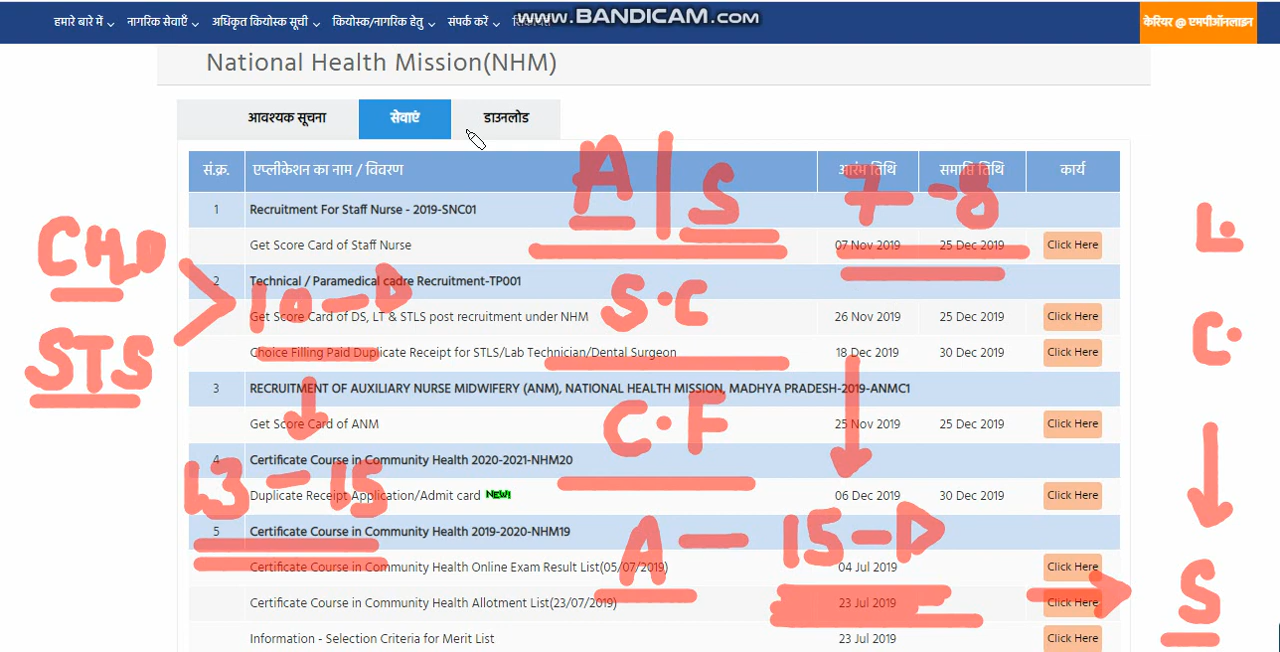 हमारे बारे में नागरिक सेवाएँ अधिकृत कियोस्क सूची कियोस्क/नागरिक हेतु संपर्क करें
www.BANDICAM.com
कैरियर @ एमपीऑनलाइन
National Health Mission(NHM)
आवश्यक सूचना सेवाएं डाउनलोड
सं.क्र. एप्लीकेशन का नाम / विवरण आरंभ तिथि समाप्ति तिथि कार्य
A | S 7 - 8
1 Recruitment For Staff Nurse - 2019-SNC01
Get Score Card of Staff Nurse 07 Nov 2019 25 Dec 2019 Click Here
CHO
2 Technical / Paramedical cadre Recruitment-TP001
10-D S.C
Get Score Card of DS, LT & STLS post recruitment under NHM 26 Nov 2019 25 Dec 2019 Click Here
STS
Choice Filling Paid Duplicate Receipt for STLS/Lab Technician/Dental Surgeon 18 Dec 2019 30 Dec 2019 Click Here
3 RECRUITMENT OF AUXILIARY NURSE MIDWIFERY (ANM), NATIONAL HEALTH MISSION, MADHYA PRADESH-2019-ANMC1
C.F
Get Score Card of ANM 25 Nov 2019 25 Dec 2019 Click Here
4 Certificate Course in Community Health 2020-2021-NHM20
13-15
Duplicate Receipt Application/Admit card NEW! 06 Dec 2019 30 Dec 2019 Click Here
5 Certificate Course in Community Health 2019-2020-NHM19
A - 15-D
Certificate Course in Community Health Online Exam Result List(05/07/2019) 04 Jul 2019 Click Here
Certificate Course in Community Health Allotment List(23/07/2019) 23 Jul 2019 Click Here
Information - Selection Criteria for Merit List 23 Jul 2019 Click Here
L.
C.
S